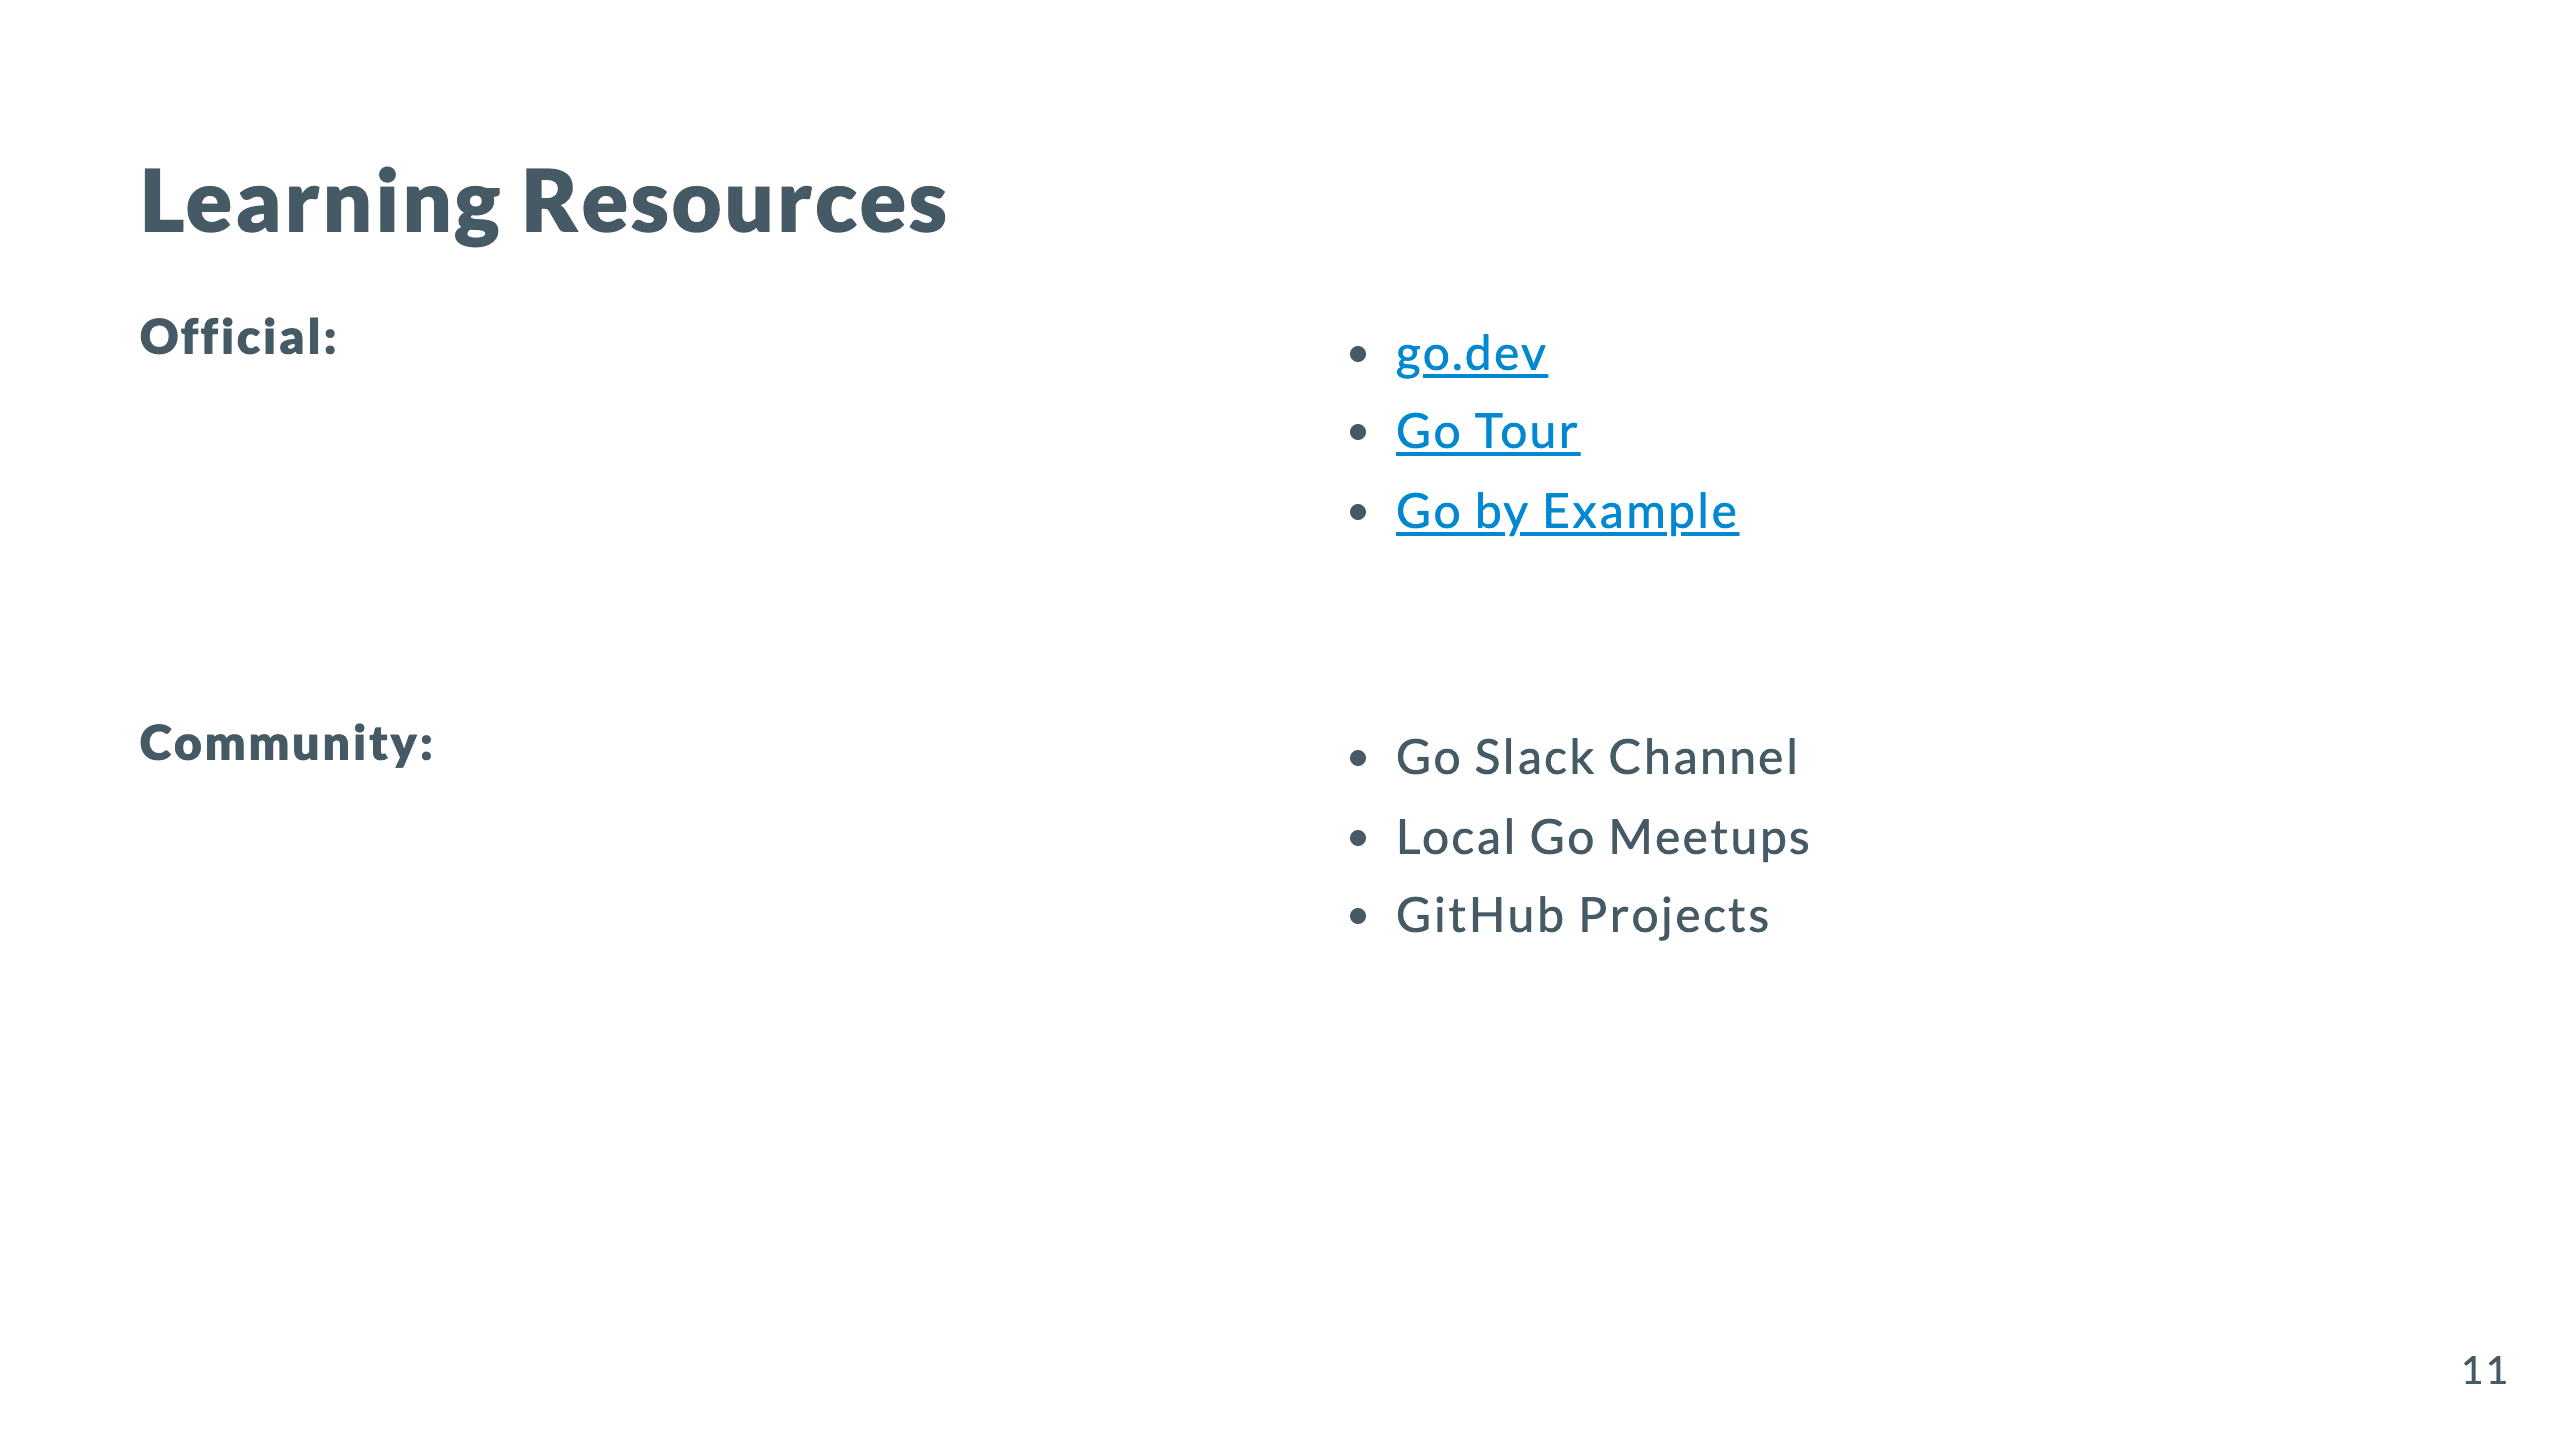 Learning Resources
Official:
• go.dev
• Go Tour
• Go by Example
Community:
• Go Slack Channel
• Local Go Meetups
• GitHub Projects
11